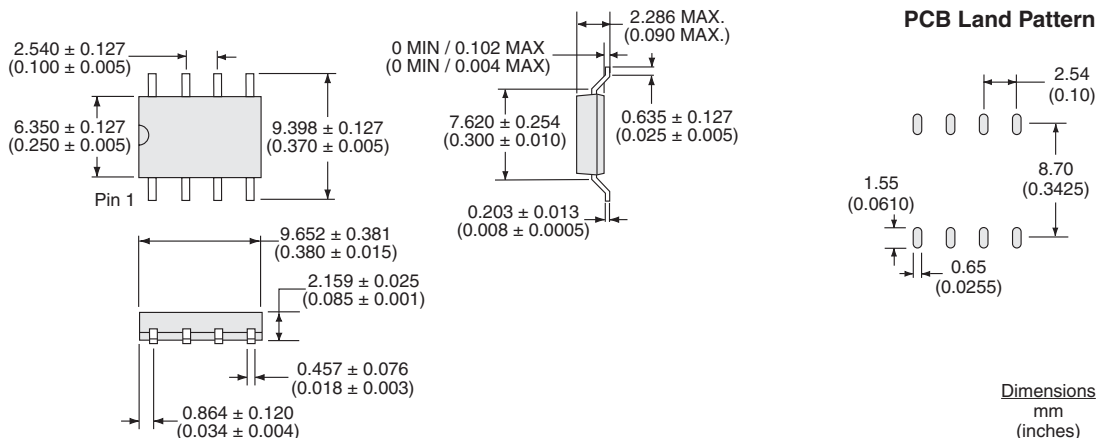 2.540 ± 0.127
(0.100 ± 0.005)
6.350 ± 0.127
(0.250 ± 0.005)
9.398 ± 0.127
(0.370 ± 0.005)
Pin 1
9.652 ± 0.381
(0.380 ± 0.015)
2.159 ± 0.025
(0.085 ± 0.001)
0.457 ± 0.076
(0.018 ± 0.003)
0.864 ± 0.120
(0.034 ± 0.004)
2.286 MAX.
(0.090 MAX.)
0 MIN / 0.102 MAX
(0 MIN / 0.004 MAX)
7.620 ± 0.254
(0.300 ± 0.010)
0.635 ± 0.127
(0.025 ± 0.005)
0.203 ± 0.013
(0.008 ± 0.0005)
PCB Land Pattern
2.54
(0.10)
8.70
(0.3425)
1.55
(0.0610)
0.65
(0.0255)
Dimensions
mm
(inches)